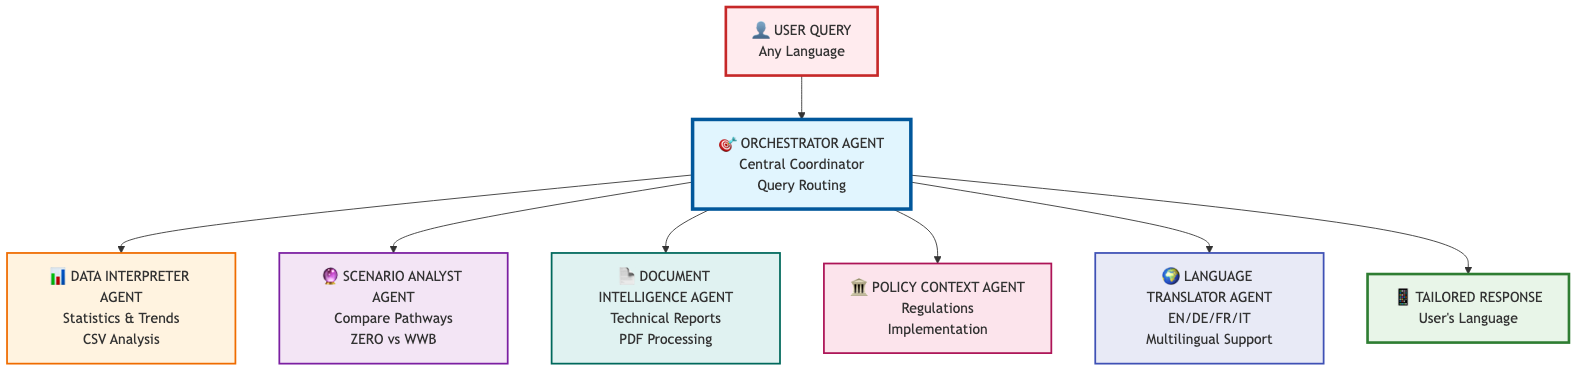 USER QUERY
Any Language
ORCHESTRATOR AGENT
Central Coordinator
Query Routing
DATA INTERPRETER
AGENT
Statistics & Trends
CSV Analysis
SCENARIO ANALYST
AGENT
Compare Pathways
ZERO vs WWB
DOCUMENT
INTELLIGENCE AGENT
Technical Reports
PDF Processing
POLICY CONTEXT AGENT
Regulations
Implementation
LANGUAGE
TRANSLATOR AGENT
EN/DE/FR/IT
Multilingual Support
TAILORED RESPONSE
User's Language